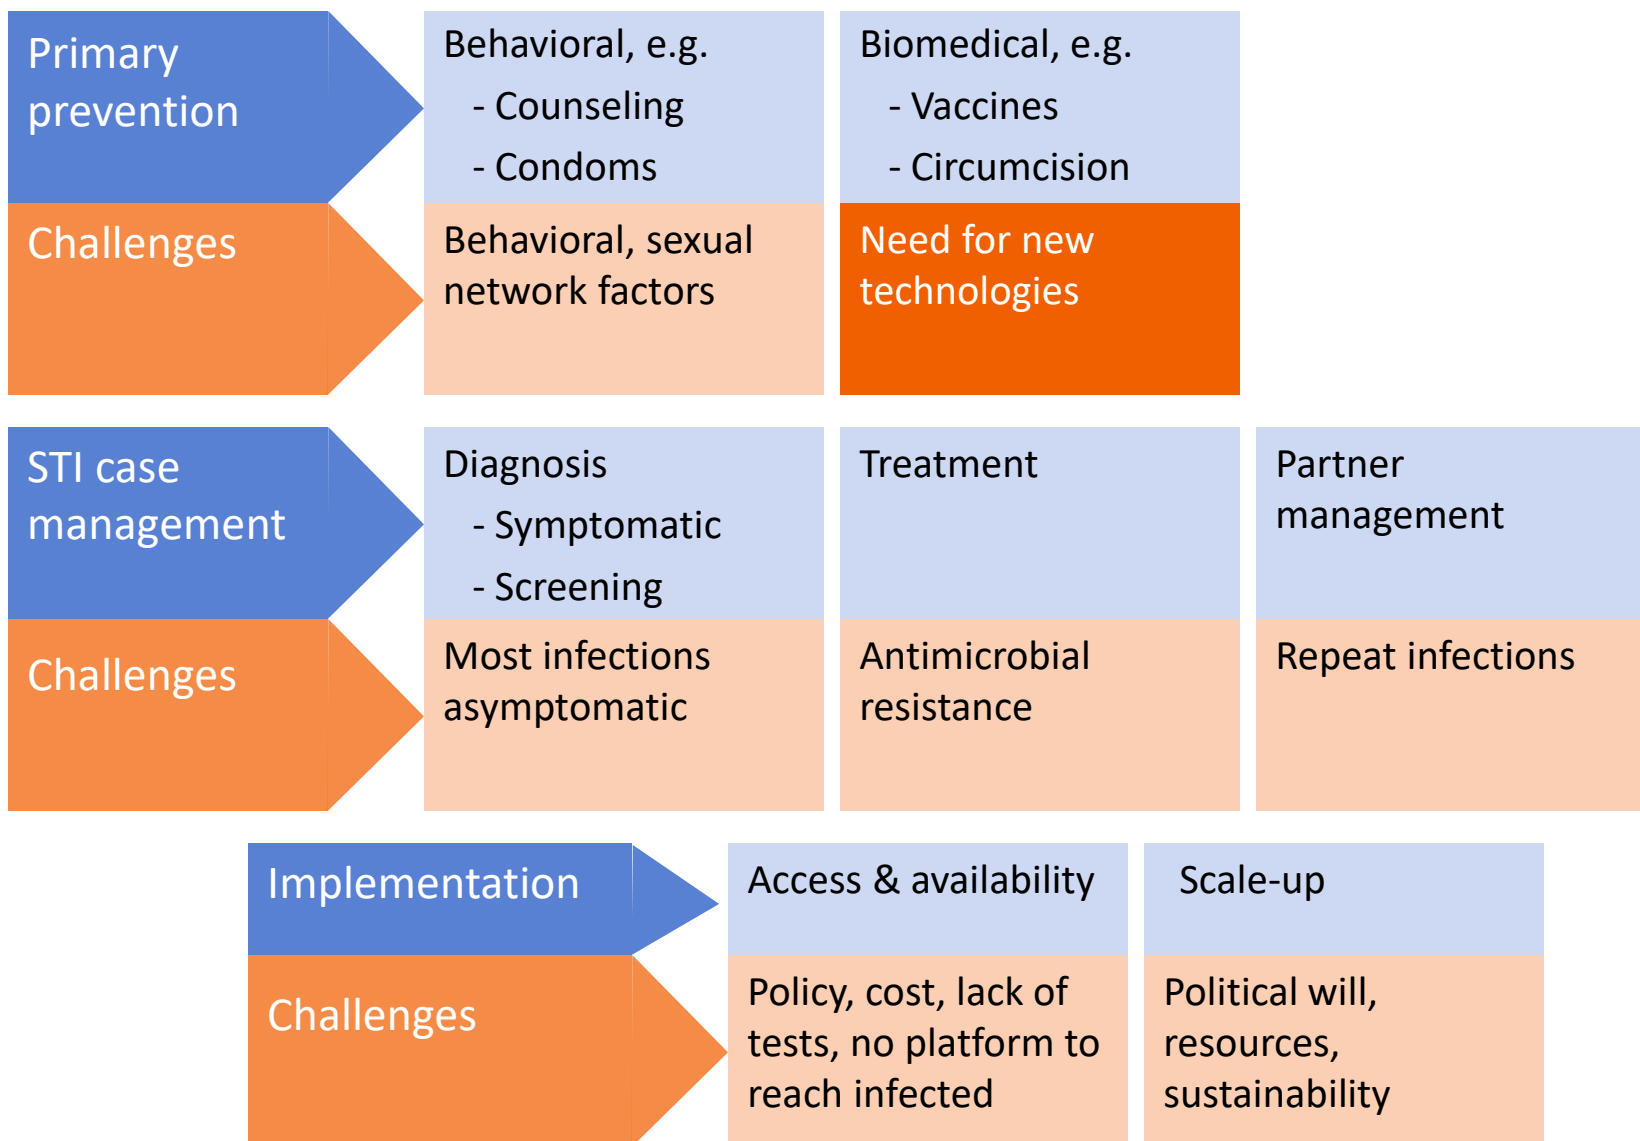 Primary
prevention
Behavioral, e.g.
- Counseling
- Condoms
Biomedical, e.g.
- Vaccines
- Circumcision
Challenges
Behavioral, sexual
network factors
Need for new
technologies
STI case
management
Diagnosis
- Symptomatic
- Screening
Treatment
Partner
management
Challenges
Most infections
asymptomatic
Antimicrobial
resistance
Repeat infections
Implementation
Access & availability
Scale-up
Challenges
Policy, cost, lack of
tests, no platform to
reach infected
Political will,
resources,
sustainability